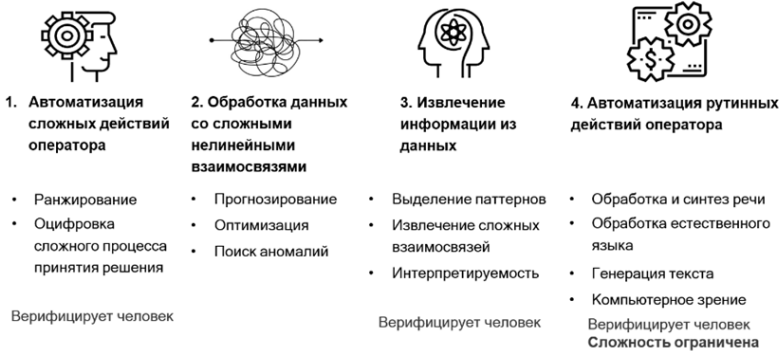 1. Автоматизация
сложных действий
оператора
• Ранжирование
• Оцифровка
сложного процесса
принятия решения
Верифицирует человек
2. Обработка данных
со сложными
нелинейными
взаимосвязями
• Прогнозирование
• Оптимизация
• Поиск аномалий
3. Извлечение
информации из
данных
• Выделение паттернов
• Извлечение сложных
взаимосвязей
• Интерпретируемость
Верифицирует человек
$
4. Автоматизация рутинных
действий оператора
• Обработка и синтез речи
• Обработка естественного
языка
• Генерация текста
• Компьютерное зрение
Верифицирует человек
Сложность ограничена